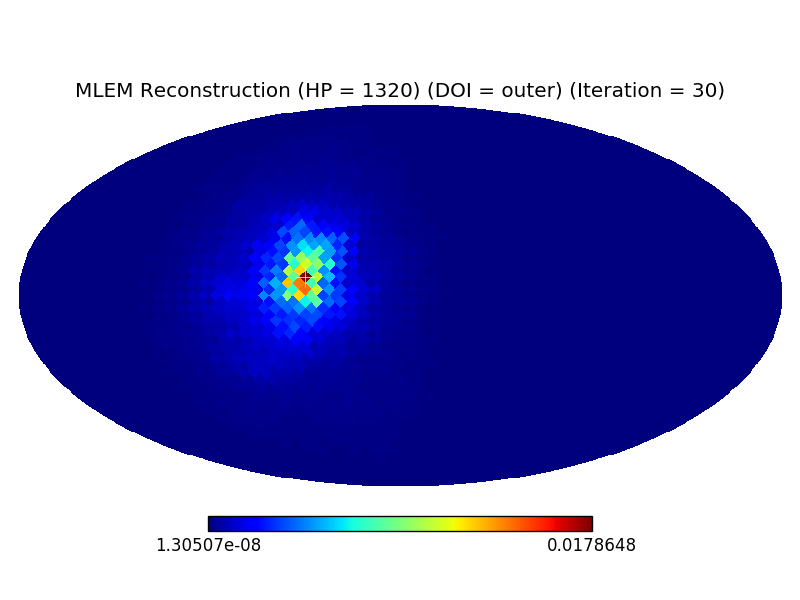 MLEM Reconstruction (HP = 1320) (DOI = outer) (Iteration = 30)
1.30507e-08 0.0178648